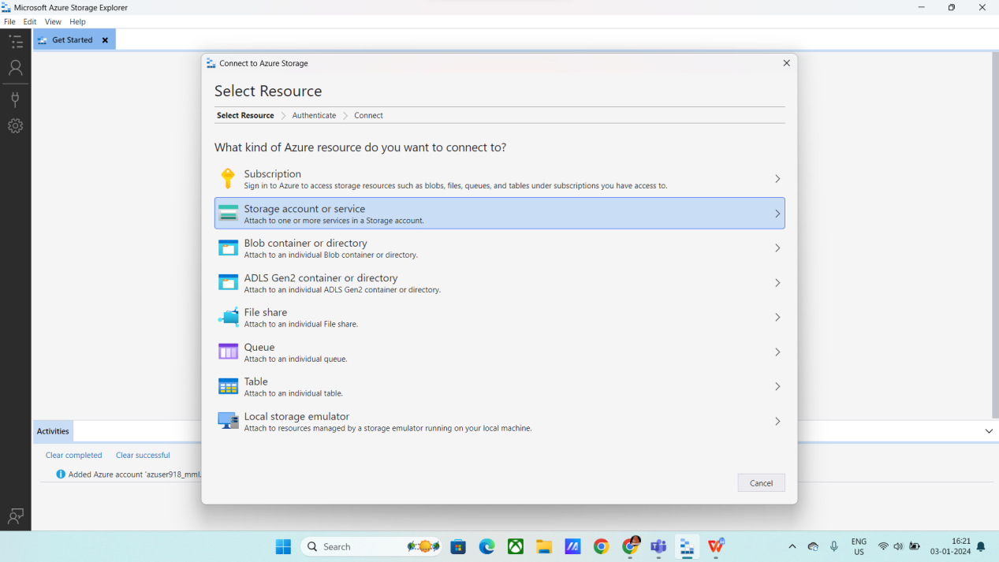 Microsoft Azure Storage Explorer
File Edit View Help
Get Started
Connect to Azure Storage
Select Resource
Select Resource Authenticate Connect
What kind of Azure resource do you want to connect to?
Subscription
Sign in to Azure to access storage resources such as blobs, files, queues, and tables under subscriptions you have access to.
Storage account or service
Attach to one or more services in a Storage account.
Blob container or directory
Attach to an individual Blob container or directory.
ADLS Gen2 container or directory
Attach to an individual ADLS Gen2 container or directory.
File share
Attach to an individual File share.
Queue
Attach to an individual queue.
Table
Attach to an individual table.
Local storage emulator
Attach to resources managed by a storage emulator running on your local machine.
Cancel
Activities
Clear completed Clear successful
Added Azure account 'azuser918_mml.
Search
ENG
US
16:21
03-01-2024